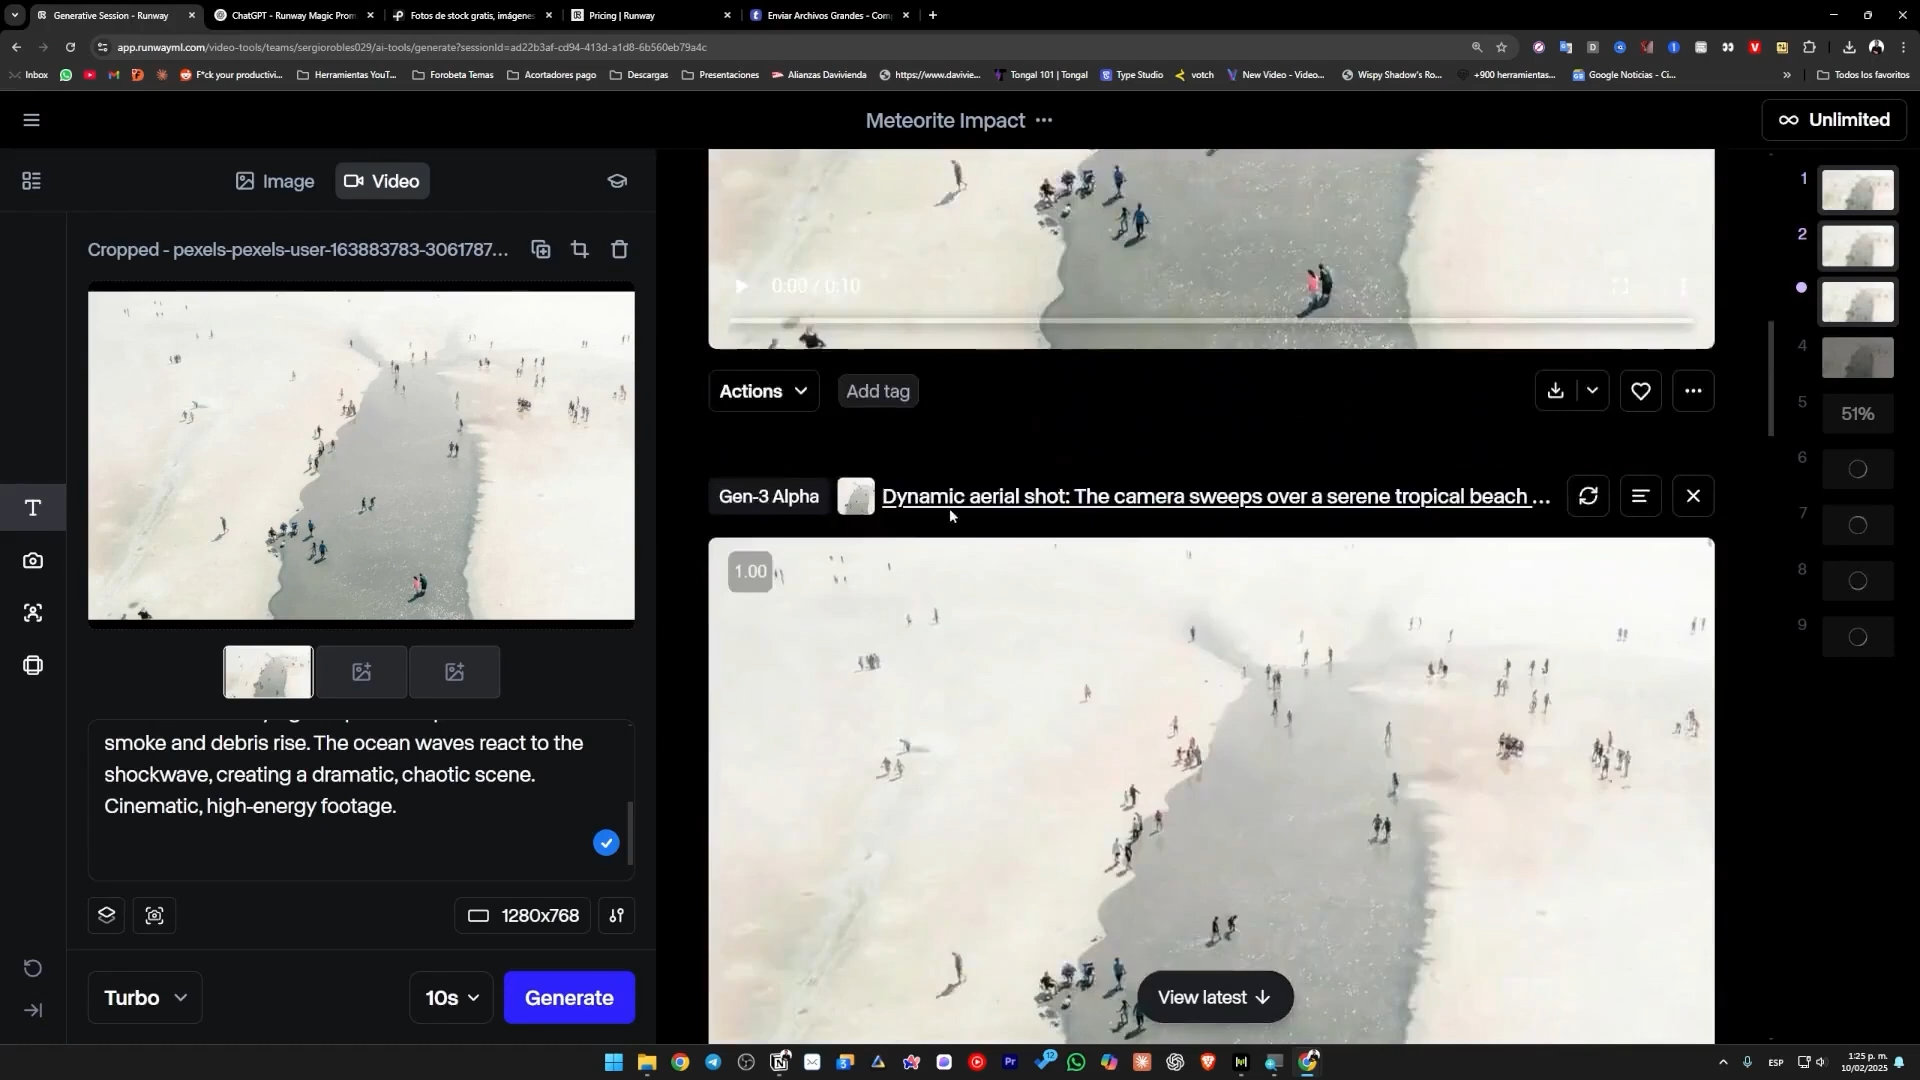 Generative Session - Runway
ChatGPT - Runway Magic Prom
Fotos de stock gratis, imágenes
Pricing | Runway
Enviar Archivos Grandes - Com
app.runwayml.com/video-tools/teams/sergiorobles029/ai-tools/generate?sessionId=ad22b3af-cd94-413d-a1d8-6b560eb79a4c
Inbox
F*ck your productivi...
Herramientas YouT...
Forobeta Temas
Acortadores pago
Descargas
Presentaciones
Alianzas Davivienda
https://www.davivie...
Tongal 101 | Tongal
Type Studio
votch
New Video - Video...
Wispy Shadow's Ro...
+900 herramientas...
Google Noticias - Ci...
»
Todos los favoritos
Meteorite Impact ···
Unlimited
Image
Video
Cropped - pexels-pexels-user-163883783-3061787...
smoke and debris rise. The ocean waves react to the
shockwave, creating a dramatic, chaotic scene.
Cinematic, high-energy footage.
1280x768
Turbo
10s
Generate
0:00 / 0:10
Actions
Add tag
Gen-3 Alpha
Dynamic aerial shot: The camera sweeps over a serene tropical beach ...
1.00
View latest
1
2
4
5
51%
6
7
8
9
12
ESP
1:25 p. m.
10/02/2025